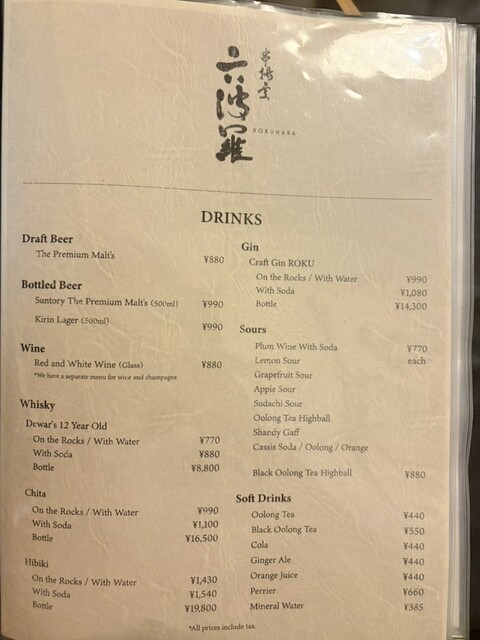 串揚
六波羅
ROKUHARA
DRINKS
Draft Beer
The Premium Malt's ¥880
Bottled Beer
Suntory The Premium Malt's (500ml) ¥990
Kirin Lager (500ml) ¥990
Wine
Red and White Wine (Glass) ¥880
*We have a separate menu for wine and champagne.
Whisky
Dewar's 12 Year Old
On the Rocks / With Water ¥770
With Soda ¥880
Bottle ¥8,800
Chita
On the Rocks / With Water ¥990
With Soda ¥1,100
Bottle ¥16,500
Hibiki
On the Rocks / With Water ¥1,430
With Soda ¥1,540
Bottle ¥19,800
Gin
Craft Gin ROKU
On the Rocks / With Water ¥990
With Soda ¥1,080
Bottle ¥14,300
Sours
Plum Wine With Soda ¥770
Lemon Sour each
Grapefruit Sour
Apple Sour
Sudachi Sour
Oolong Tea Highball
Shandy Gaff
Cassis Soda / Oolong / Orange
Black Oolong Tea Highball ¥880
Soft Drinks
Oolong Tea ¥440
Black Oolong Tea ¥550
Cola ¥440
Ginger Ale ¥440
Orange Juice ¥440
Perrier ¥660
Mineral Water ¥385
*All prices include tax.